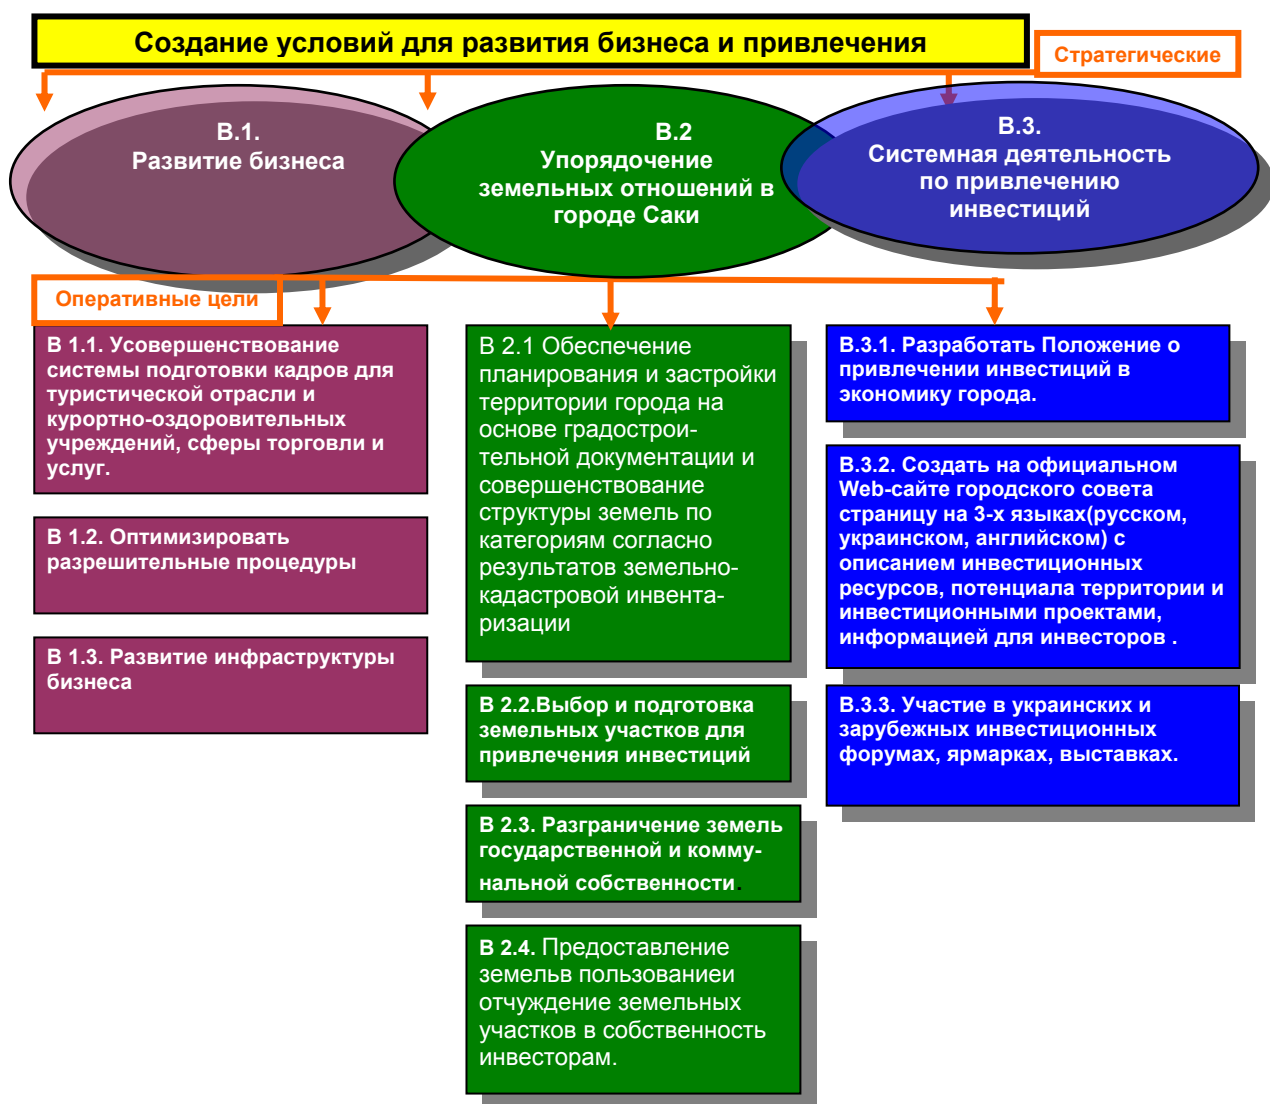 Создание условий для развития бизнеса и привлечения
Стратегические
В.1.
Развитие бизнеса
В.2
Упорядочение
земельных отношений в
городе Саки
В.3.
Системная деятельность
по привлечению
инвестиций
Оперативные цели
В 1.1. Усовершенствование
системы подготовки кадров для
туристической отрасли и
курортно-оздоровительных
учреждений, сферы торговли и
услуг.
В 1.2. Оптимизировать
разрешительные процедуры
В 1.3. Развитие инфраструктуры
бизнеса
В 2.1 Обеспечение
планирования и застройки
территории города на
основе градострои-
тельной документации и
совершенствование
структуры земель по
категориям согласно
результатов земельно-
кадастровой инвента-
ризации
В 2.2.Выбор и подготовка
земельных участков для
привлечения инвестиций
В 2.3. Разграничение земель
государственной и комму-
нальной собственности.
В 2.4. Предоставление
земельв пользованиеи
отчуждение земельных
участков в собственность
инвесторам.
В.3.1. Разработать Положение о
привлечении инвестиций в
экономику города.
В.3.2. Создать на официальном
Web-сайте городского совета
страницу на 3-х языках(русском,
украинском, английском) с
описанием инвестиционных
ресурсов, потенциала территории и
инвестиционными проектами,
информацией для инвесторов .
В.3.3. Участие в украинских и
зарубежных инвестиционных
форумах, ярмарках, выставках.